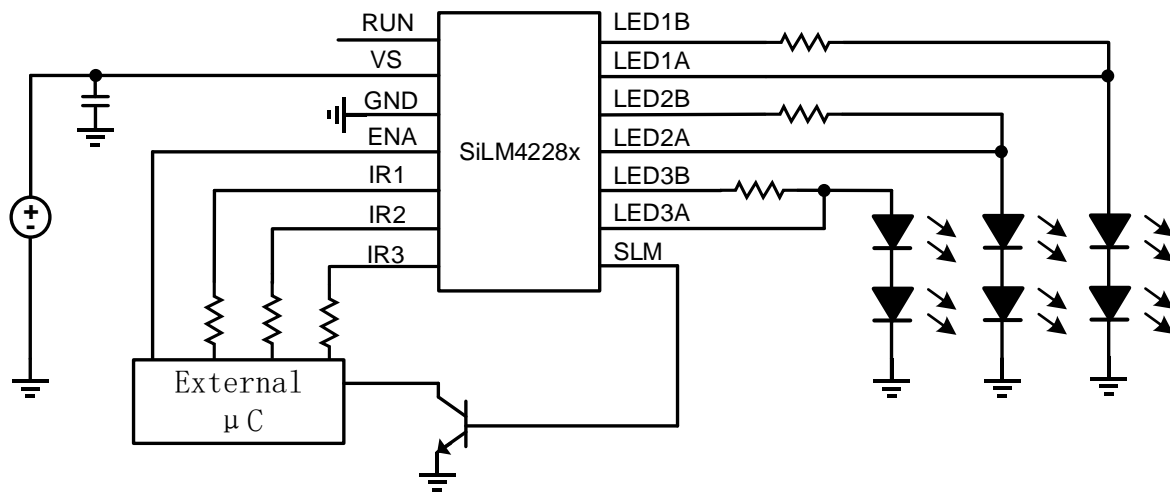 RUN
VS
GND
ENA
IR1
IR2
IR3
SiLM4228x
LED1B
LED1A
LED2B
LED2A
LED3B
LED3A
SLM
+
-
External
μC